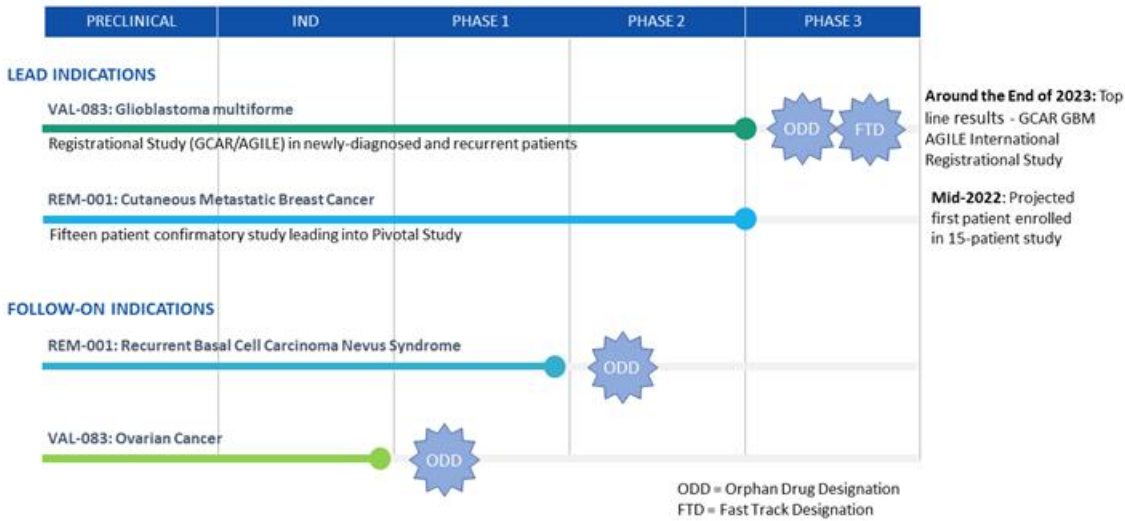 PRECLINICAL IND PHASE 1 PHASE 2 PHASE 3
LEAD INDICATIONS
VAL-083: Glioblastoma multiforme
ODD FTD
Registrational Study (GCAR/AGILE) in newly-diagnosed and recurrent patients
Around the End of 2023: Top
line results - GCAR GBM
AGILE International
Registrational Study
REM-001: Cutaneous Metastatic Breast Cancer
Fifteen patient confirmatory study leading into Pivotal Study
Mid-2022: Projected
first patient enrolled
in 15-patient study
FOLLOW-ON INDICATIONS
REM-001: Recurrent Basal Cell Carcinoma Nevus Syndrome
ODD
VAL-083: Ovarian Cancer
ODD
ODD = Orphan Drug Designation
FTD = Fast Track Designation